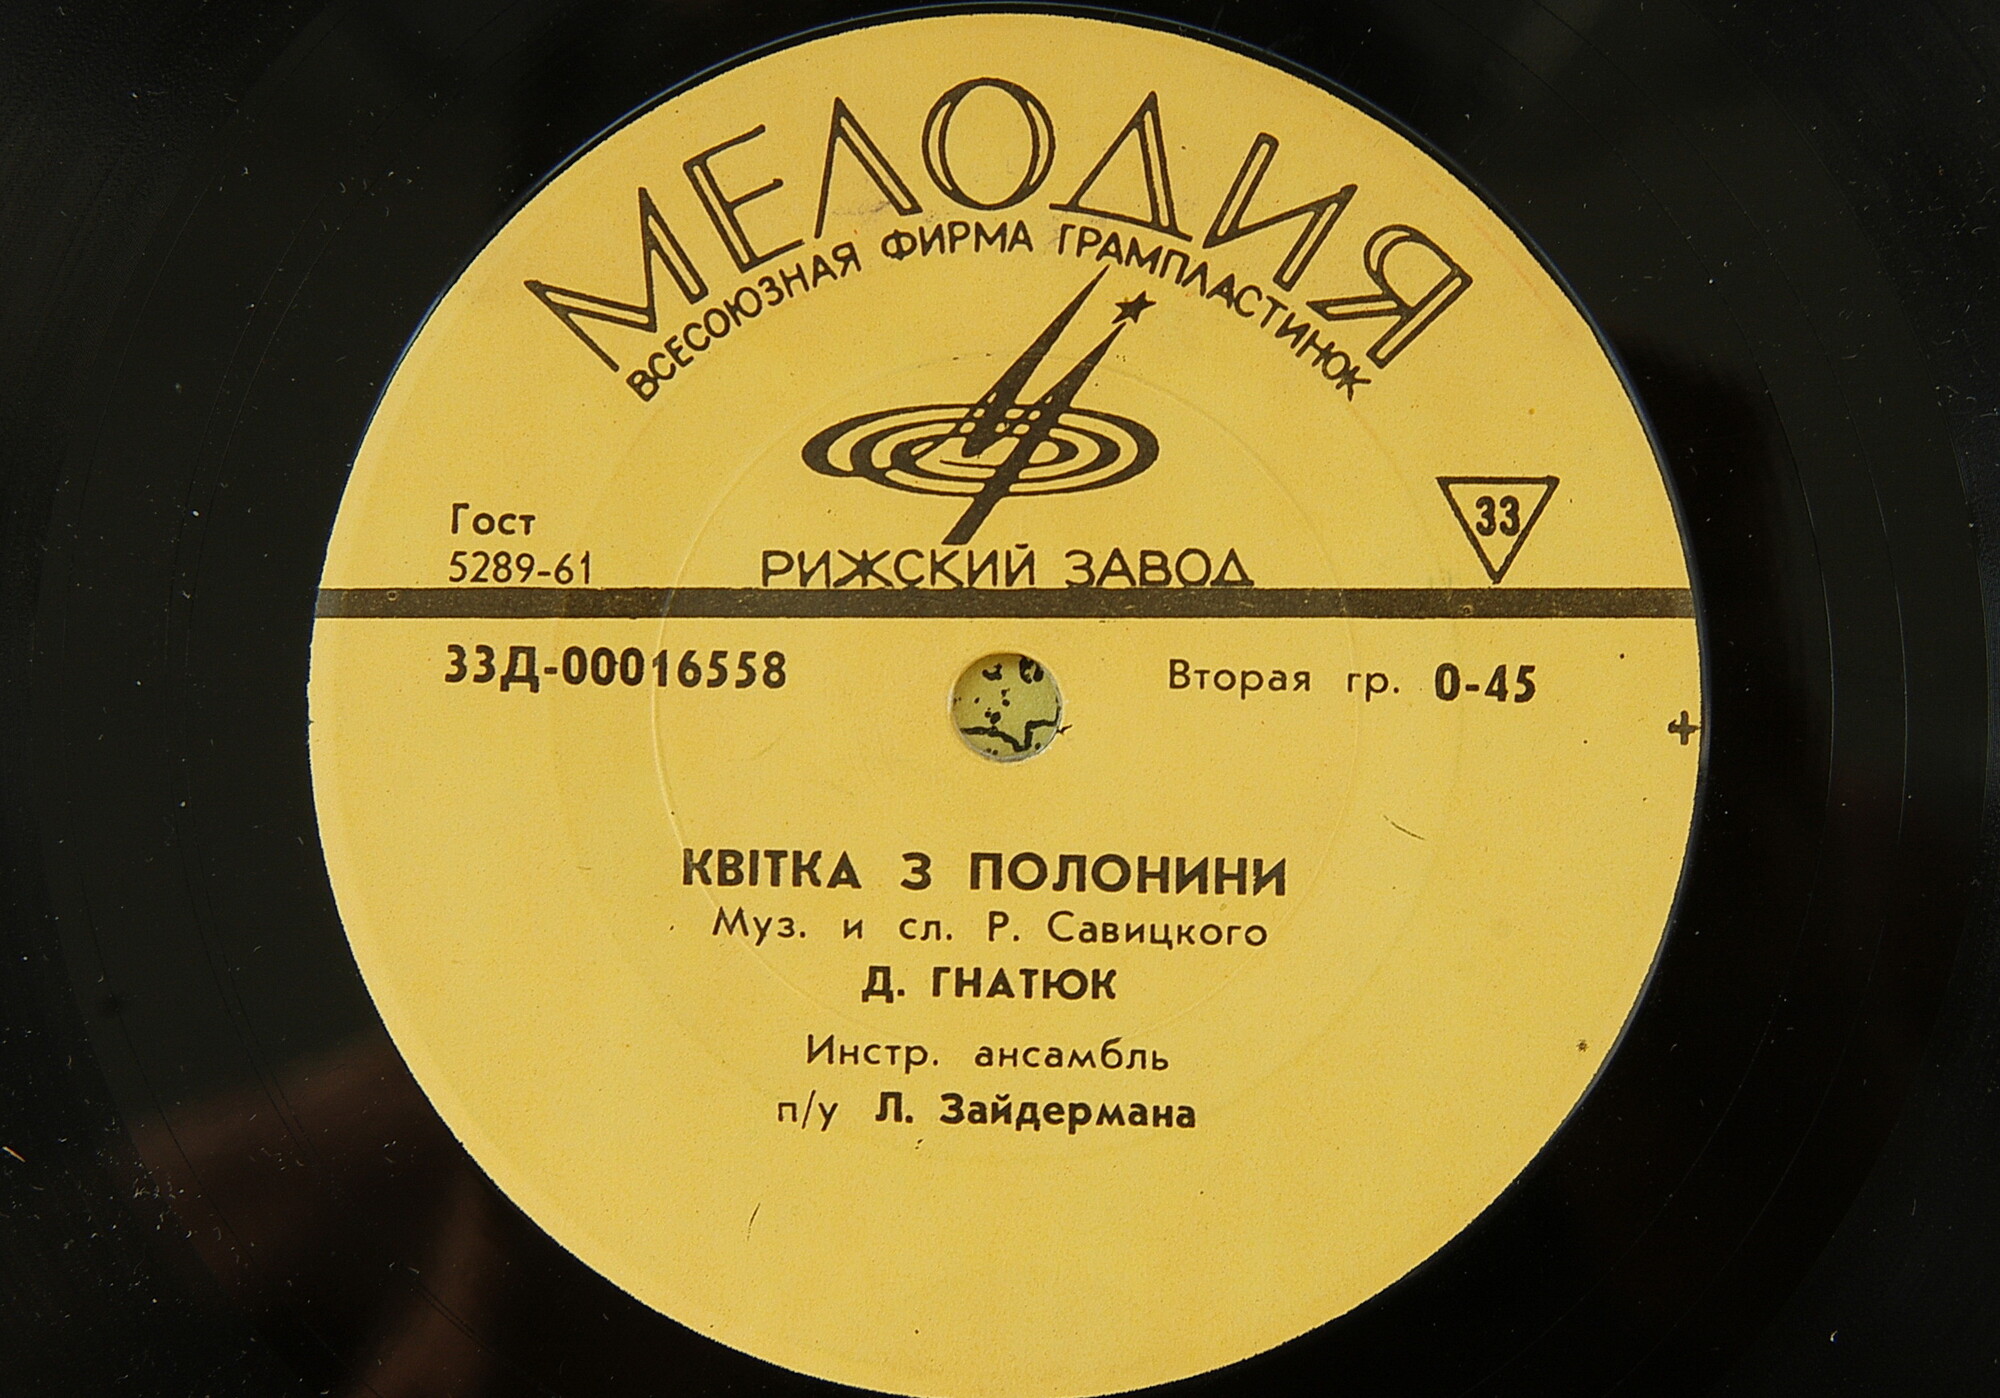 МЕЛОДИЯ
ВСЕСОЮЗНАЯ ФИРМА ГРАМПЛАСТИНОК
Гост
5289-61
РИЖСКИЙ ЗАВОД
33
33Д-00016558
Вторая гр. 0-45
КВІТКА З ПОЛОНИНИ
Муз. и сл. Р. Савицкого
Д. ГНАТЮК
Инстр. ансамбль
п/у Л. Зайдермана